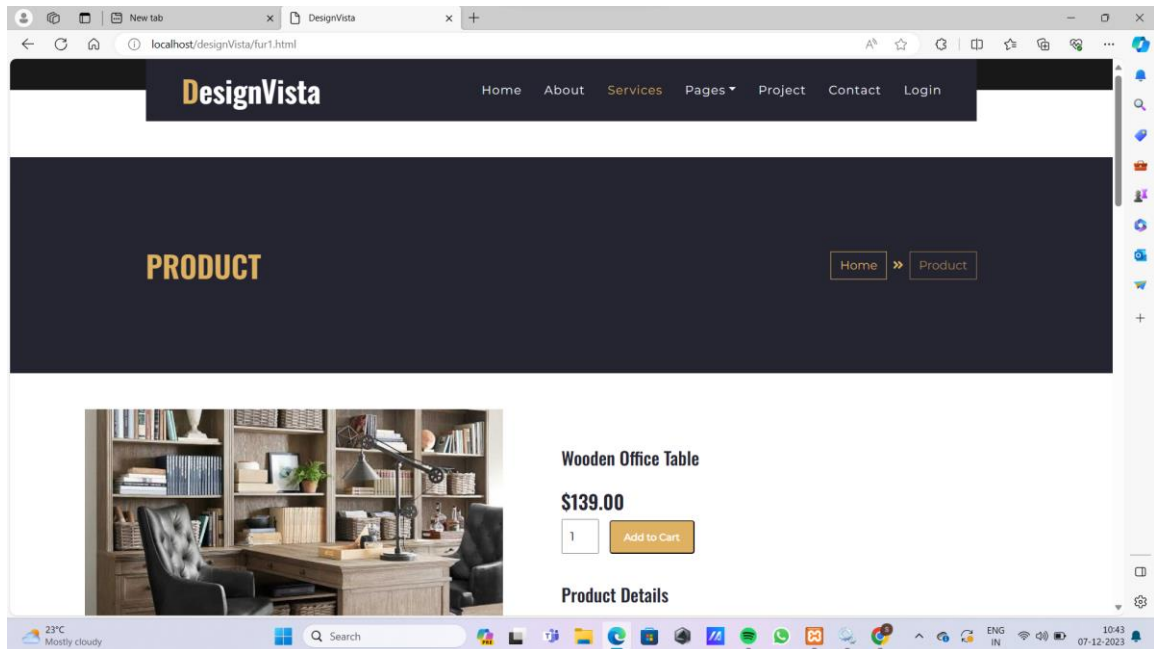 New tab
DesignVista
localhost/designVista/fur1.html
DesignVista
Home About Services Pages Project Contact Login
PRODUCT
Home » Product
Wooden Office Table
$139.00
1 Add to Cart
Product Details
23°C
Mostly cloudy
Search
ENG
IN
10:43
07-12-2023